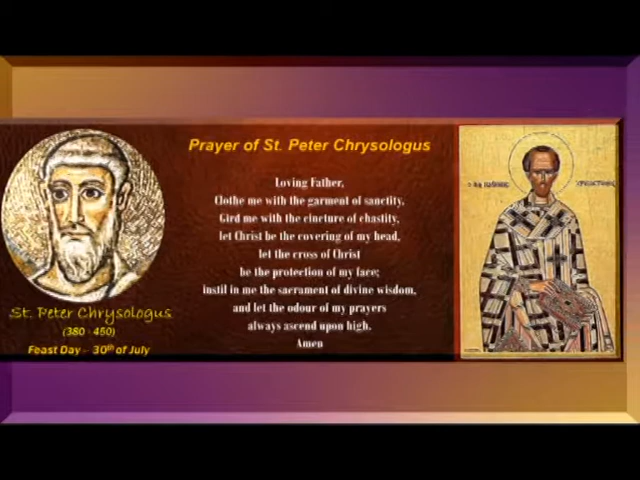 Prayer of St. Peter Chrysologus
Loving Father,
Clothe me with the garment of sanctity,
Gird me with the cincture of chastity,
let Christ be the covering of my head,
let the cross of Christ
be the protection of my face;
instil in me the sacrament of divine wisdom,
and let the odour of my prayers
always ascend upon high.
Amen
St. Peter Chrysologus
(380 - 450)
Feast Day - 30th of July